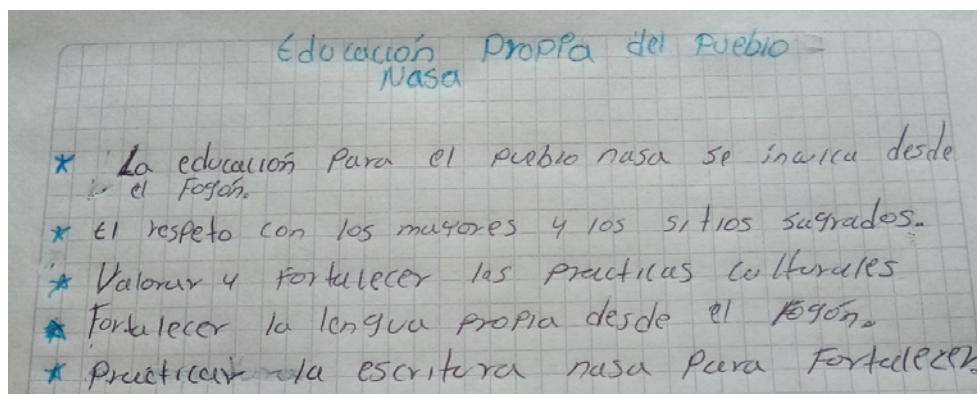 Educación Propia del Pueblo
Nasa
La educación Para el pueblo nasa se inculca desde
el Fogón.
El respeto con los mayores y los sitios sagrados.
Valorar y Fortalecer las practicas culturales
Fortalecer la lengua propia desde el Fogón.
Practicar la escritura nasa Para Fortalecer.